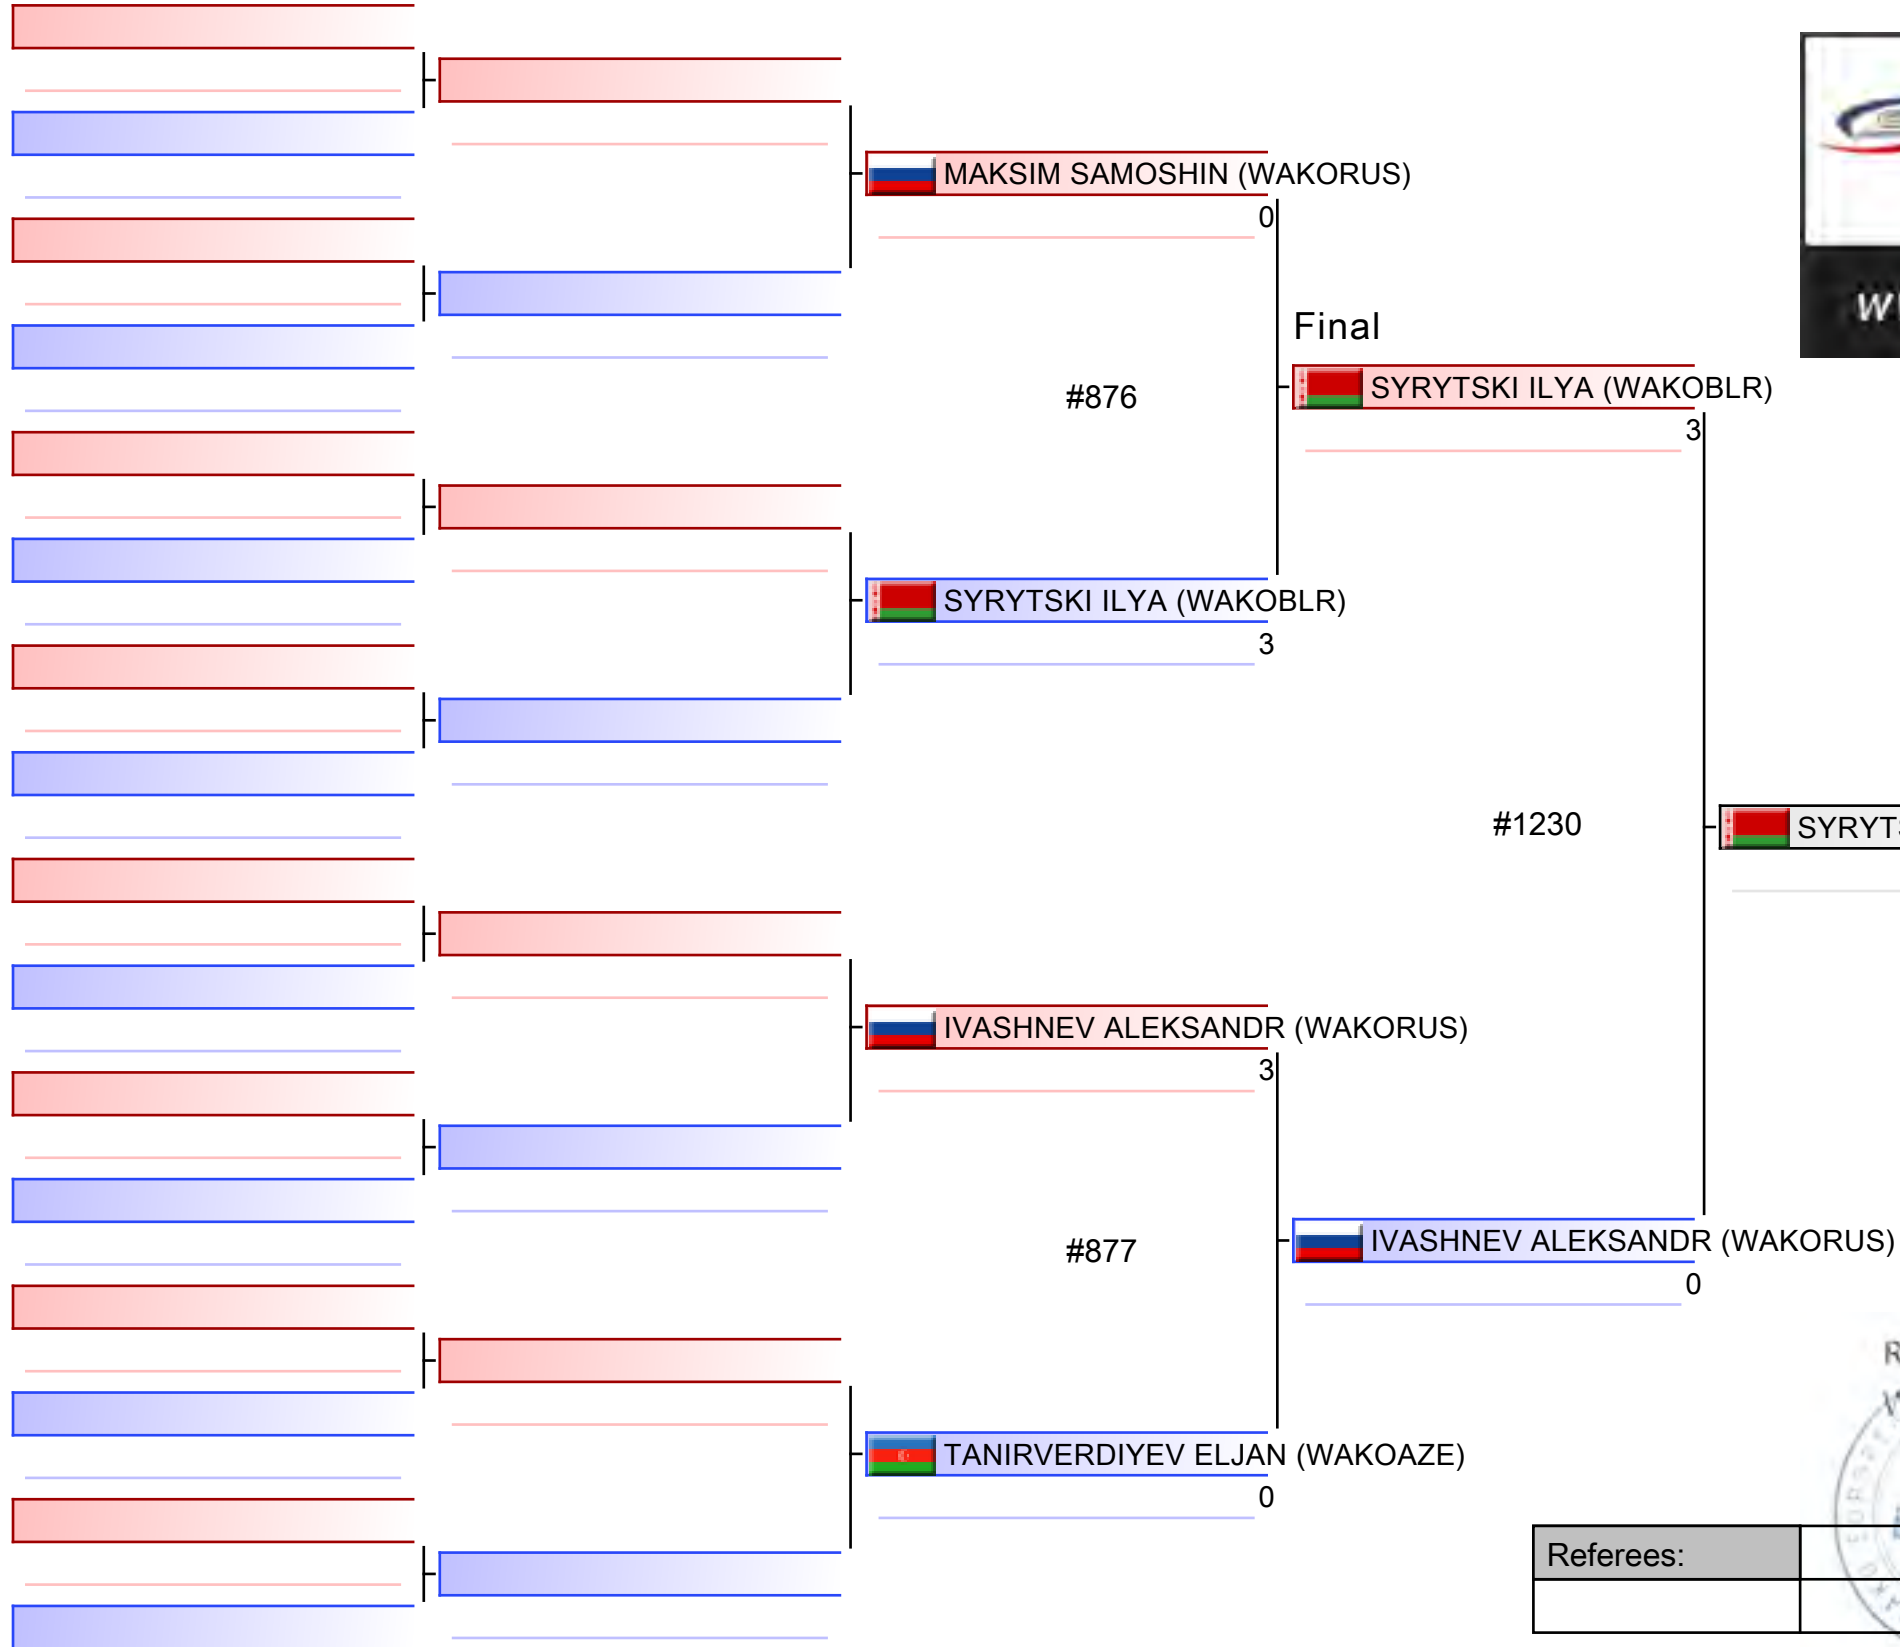 MAKSIM SAMOSHIN (WAKORUS)
0
Final
#876
SYRYTSKI ILYA (WAKOBLR)
3
SYRYTSKI ILYA (WAKOBLR)
3
#1230
IVASHNEV ALEKSANDR (WAKORUS)
3
#877
IVASHNEV ALEKSANDR (WAKORUS)
0
TANIRVERDIYEV ELJAN (WAKOAZE)
0
Referees: